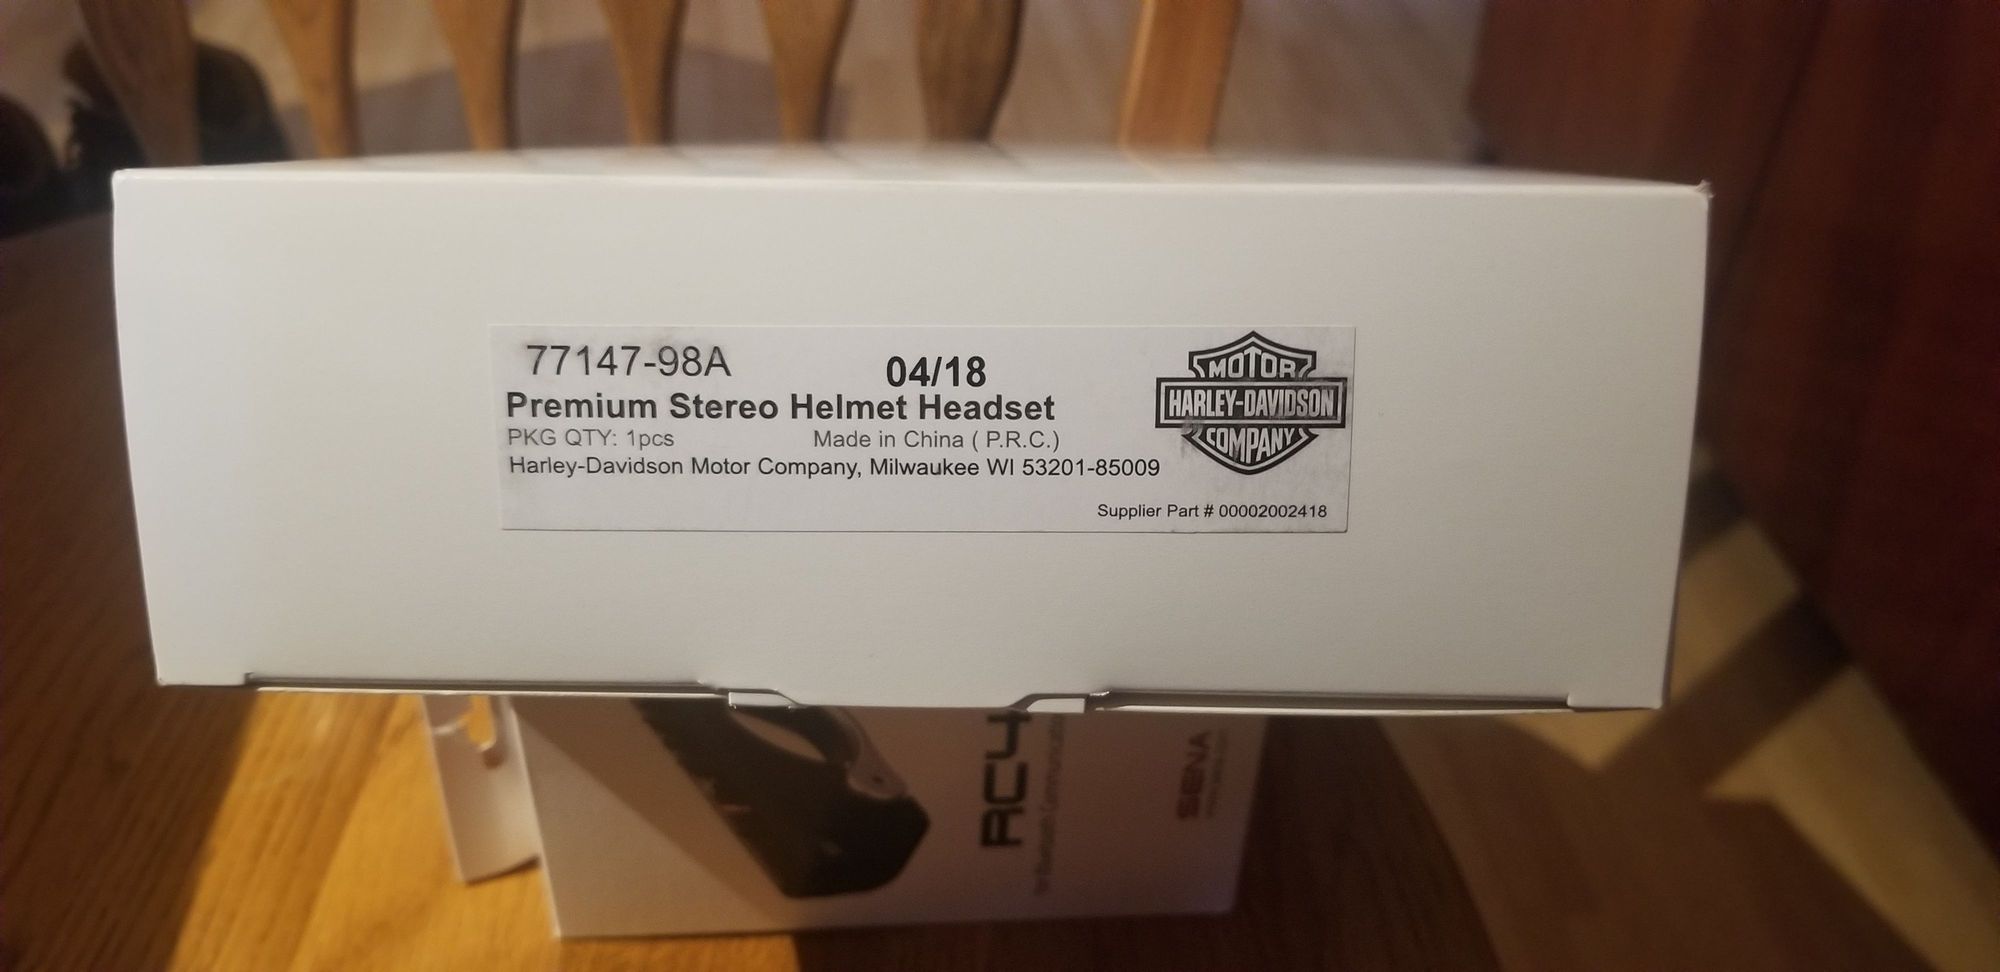 77147-98A 04/18
Premium Stereo Helmet Headset
PKG QTY: 1pcs Made in China ( P.R.C.)
Harley-Davidson Motor Company, Milwaukee WI 53201-85009
Supplier Part # 00002002418
MOTOR
HARLEY-DAVIDSON
COMPANY
RC4
SENA